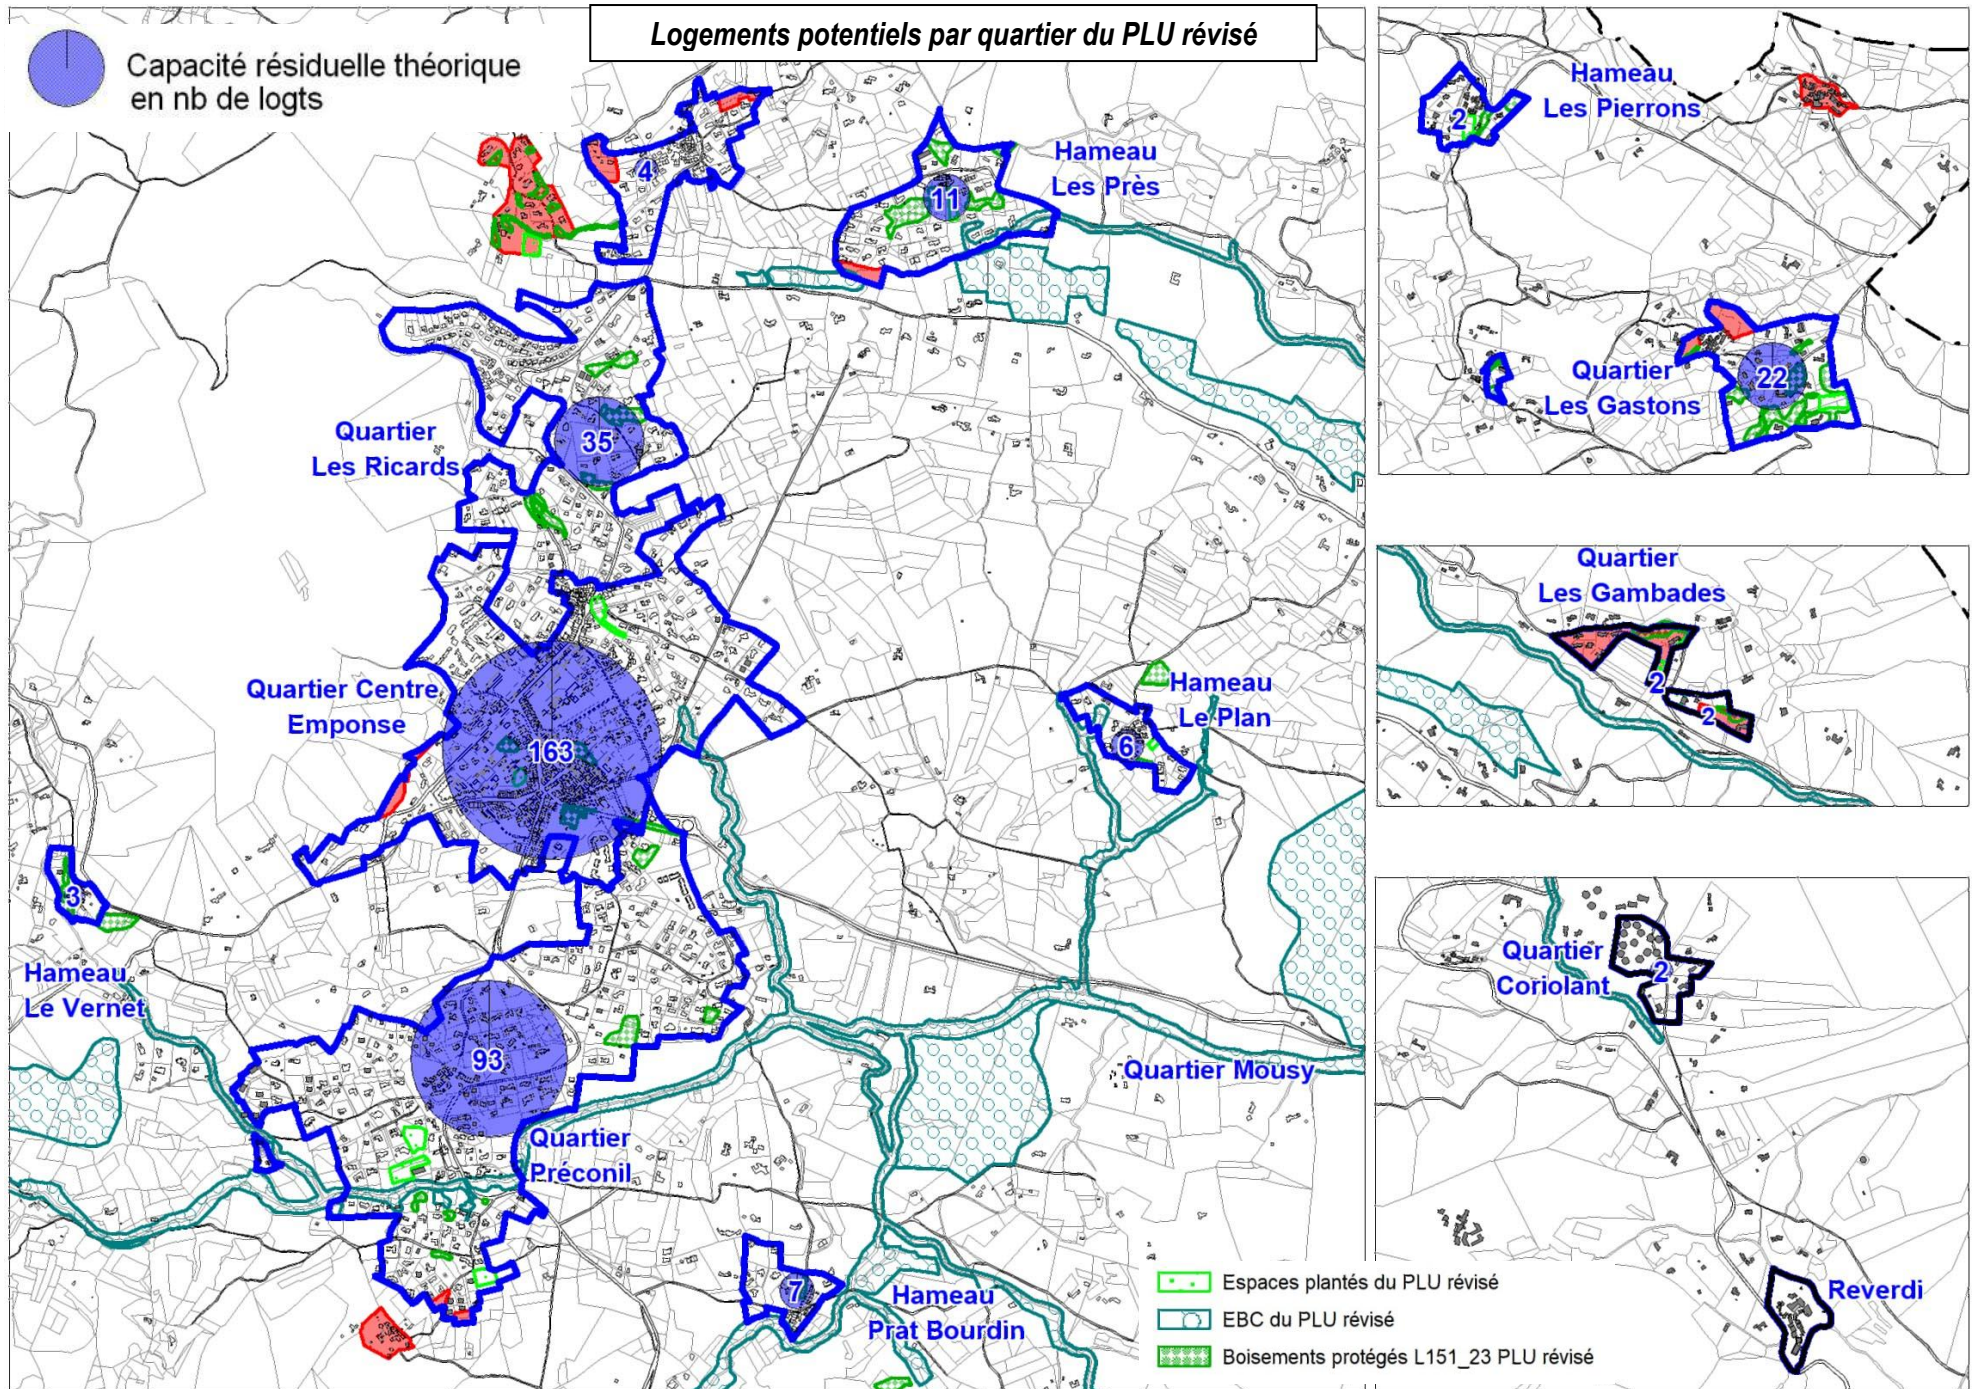 Logements potentiels par quartier du PLU révisé
Capacité résiduelle théorique
en nb de logts
4
Hameau
Les Près
11
Quartier
Les Ricards
35
Quartier Centre
Emponse
163
Hameau
Le Plan
6
3
Hameau
Le Vernet
93
Quartier
Préconil
Quartier Mousy
7
Hameau
Prat Bourdin
Hameau
Les Pierrons
2
Quartier
Les Gastons
22
Quartier
Les Gambades
2
2
Quartier
Coriolant
2
Reverdi
Espaces plantés du PLU révisé
EBC du PLU révisé
Boisements protégés L151_23 PLU révisé